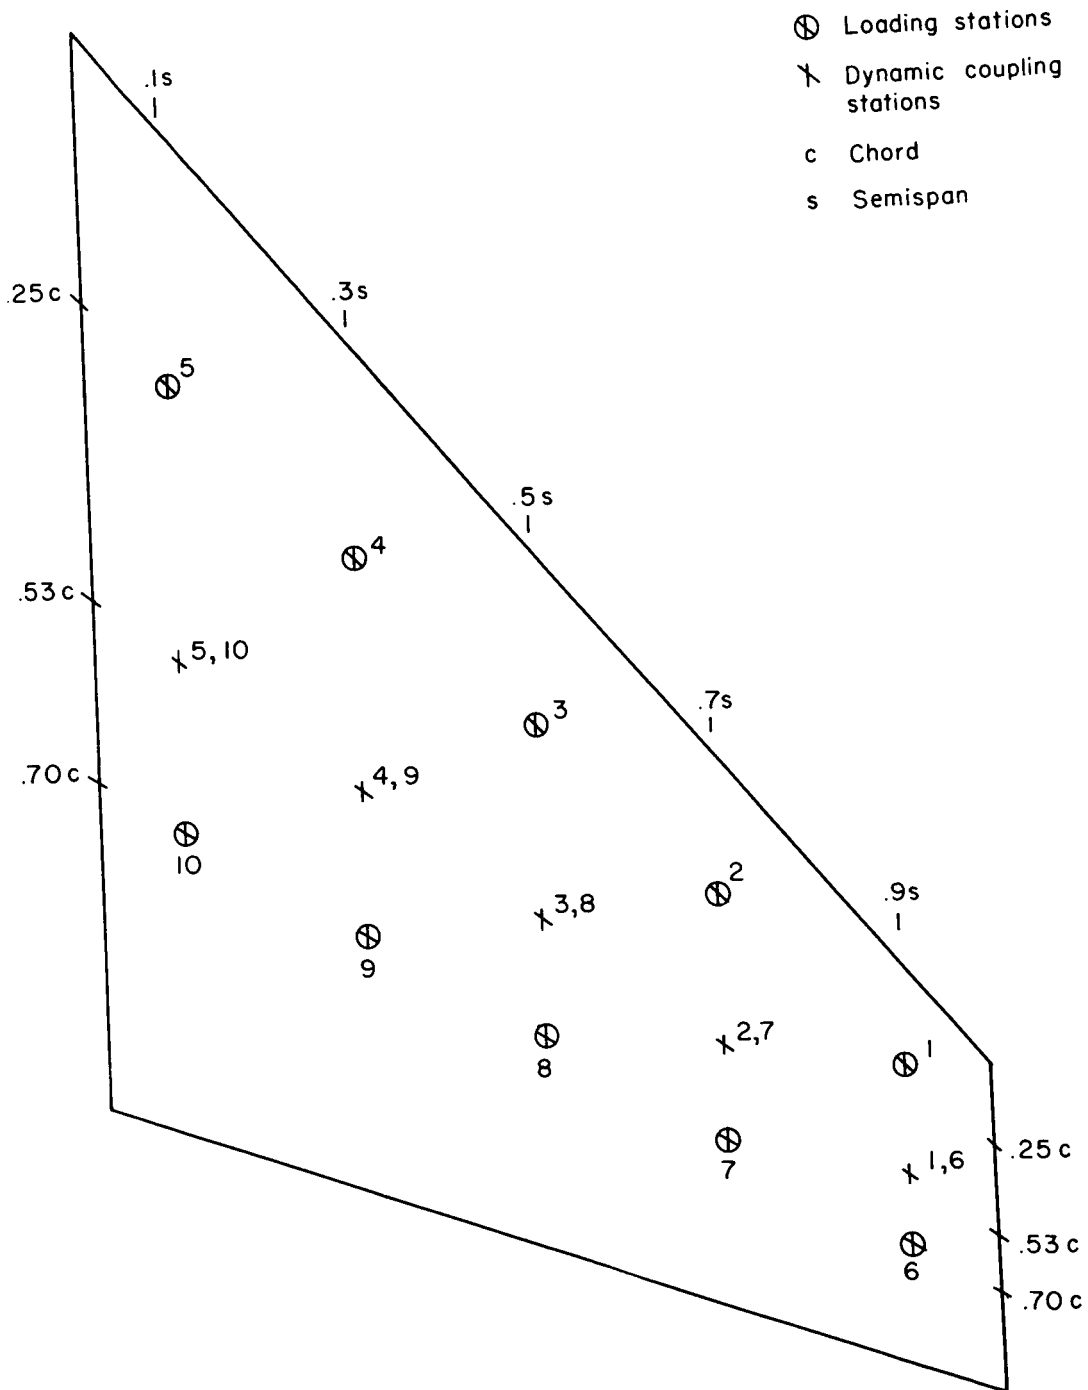 Loading stations
Dynamic coupling
stations
c Chord
s Semispan
.1s
.25c
.3s
5
.5s
4
.53c
5,10
.7s
3
.70c
4,9
10
2
.9s
3,8
9
2,7
1
8
.25c
7
1,6
.53c
6
.70c